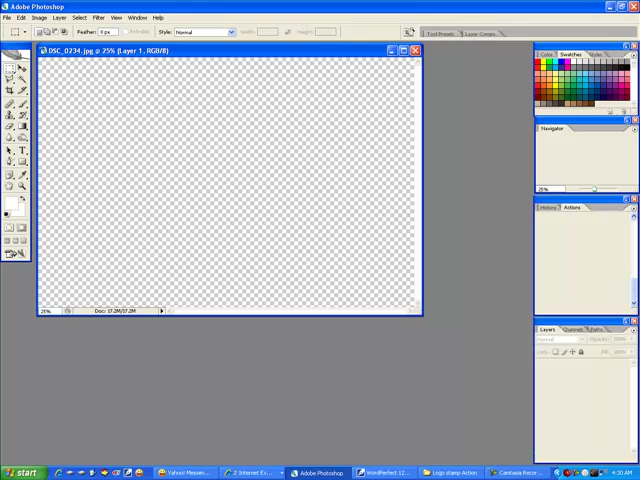 Adobe Photoshop
File Edit Image Layer Select Filter View Window Help
Feather: 0 px Anti-alias Style: Normal Width: Height: Tool Presets Layer Comps
DSC_0234.jpg @ 25% (Layer 1, RGB/8)
Color Swatches Styles
Navigator
25%
History Actions
25% Doc: 17.2M/17.2M
Layers Channels Paths
Normal Opacity: 100%
Lock: Fill: 100%
start Yahoo! Messen... 2 Internet Ex... Adobe Photoshop WordPerfect 12... Logo stamp Action Camtasia Recor... 4:30 AM